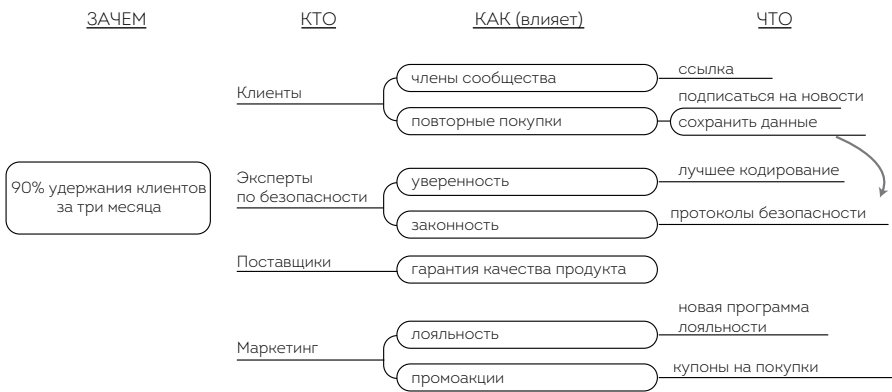 ЗАЧЕМ
КТО
КАК (влияет)
ЧТО
90% удержания клиентов
за три месяца
Клиенты
члены сообщества
ссылка
повторные покупки
подписаться на новости
сохранить данные
Эксперты
по безопасности
уверенность
лучшее кодирование
законность
протоколы безопасности
Поставщики
гарантия качества продукта
Маркетинг
лояльность
новая программа
лояльности
промоакции
купоны на покупки